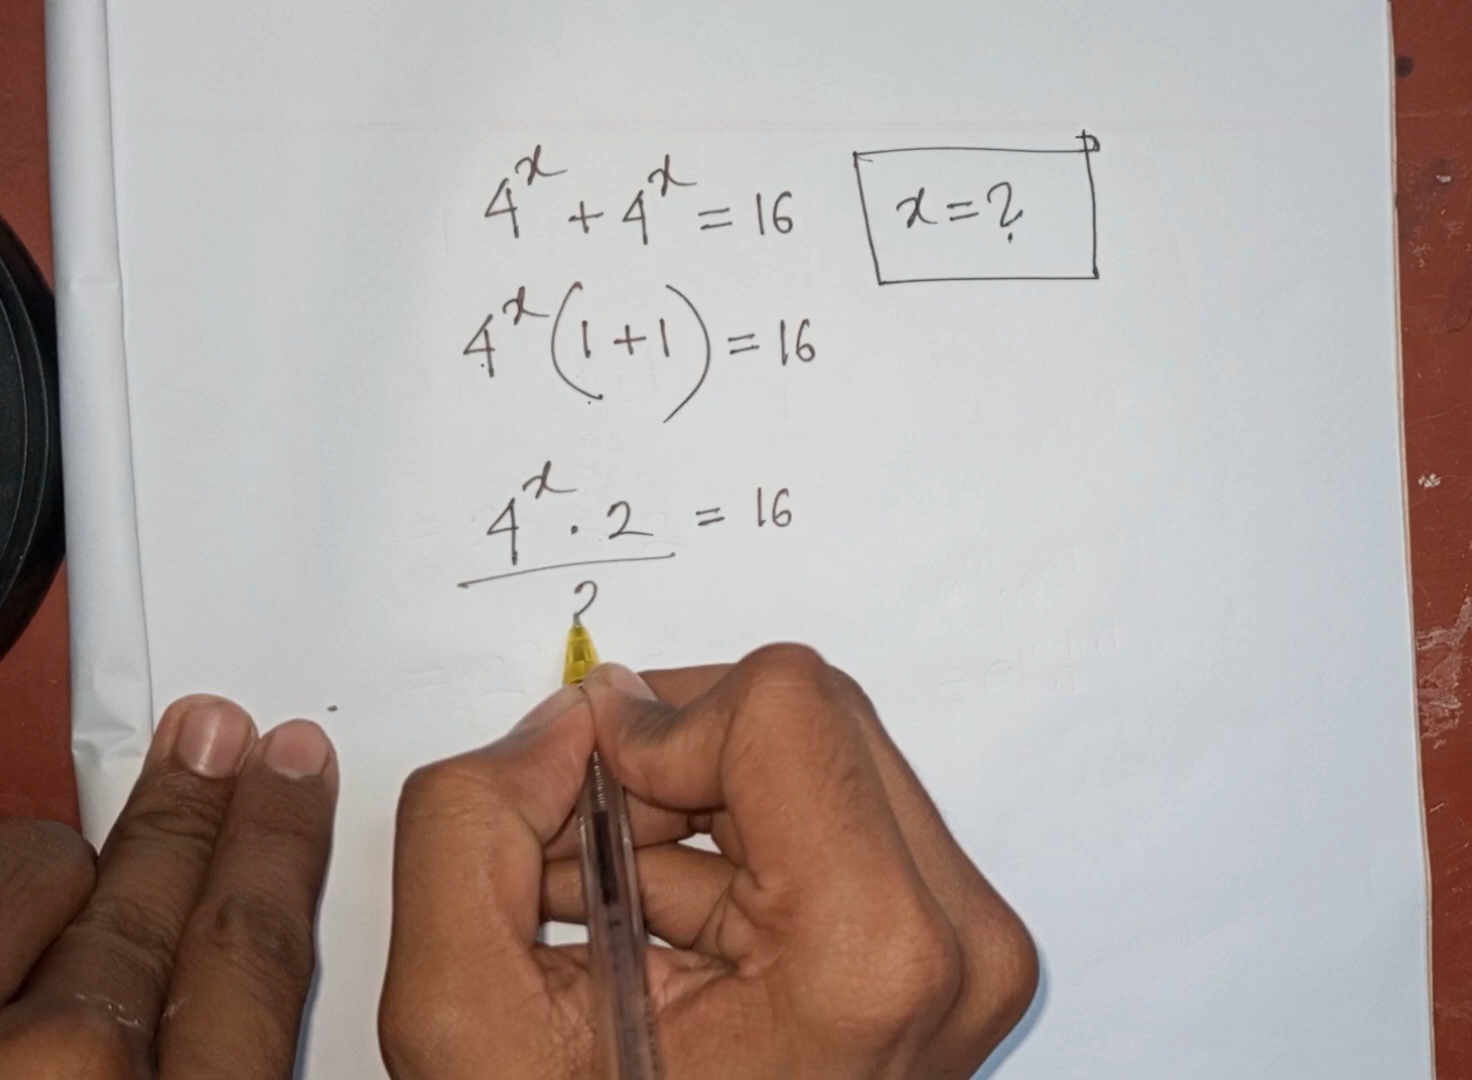 4^x + 4^x = 16   x = ?
4^x (1 + 1) = 16
4^x . 2 = 16
2